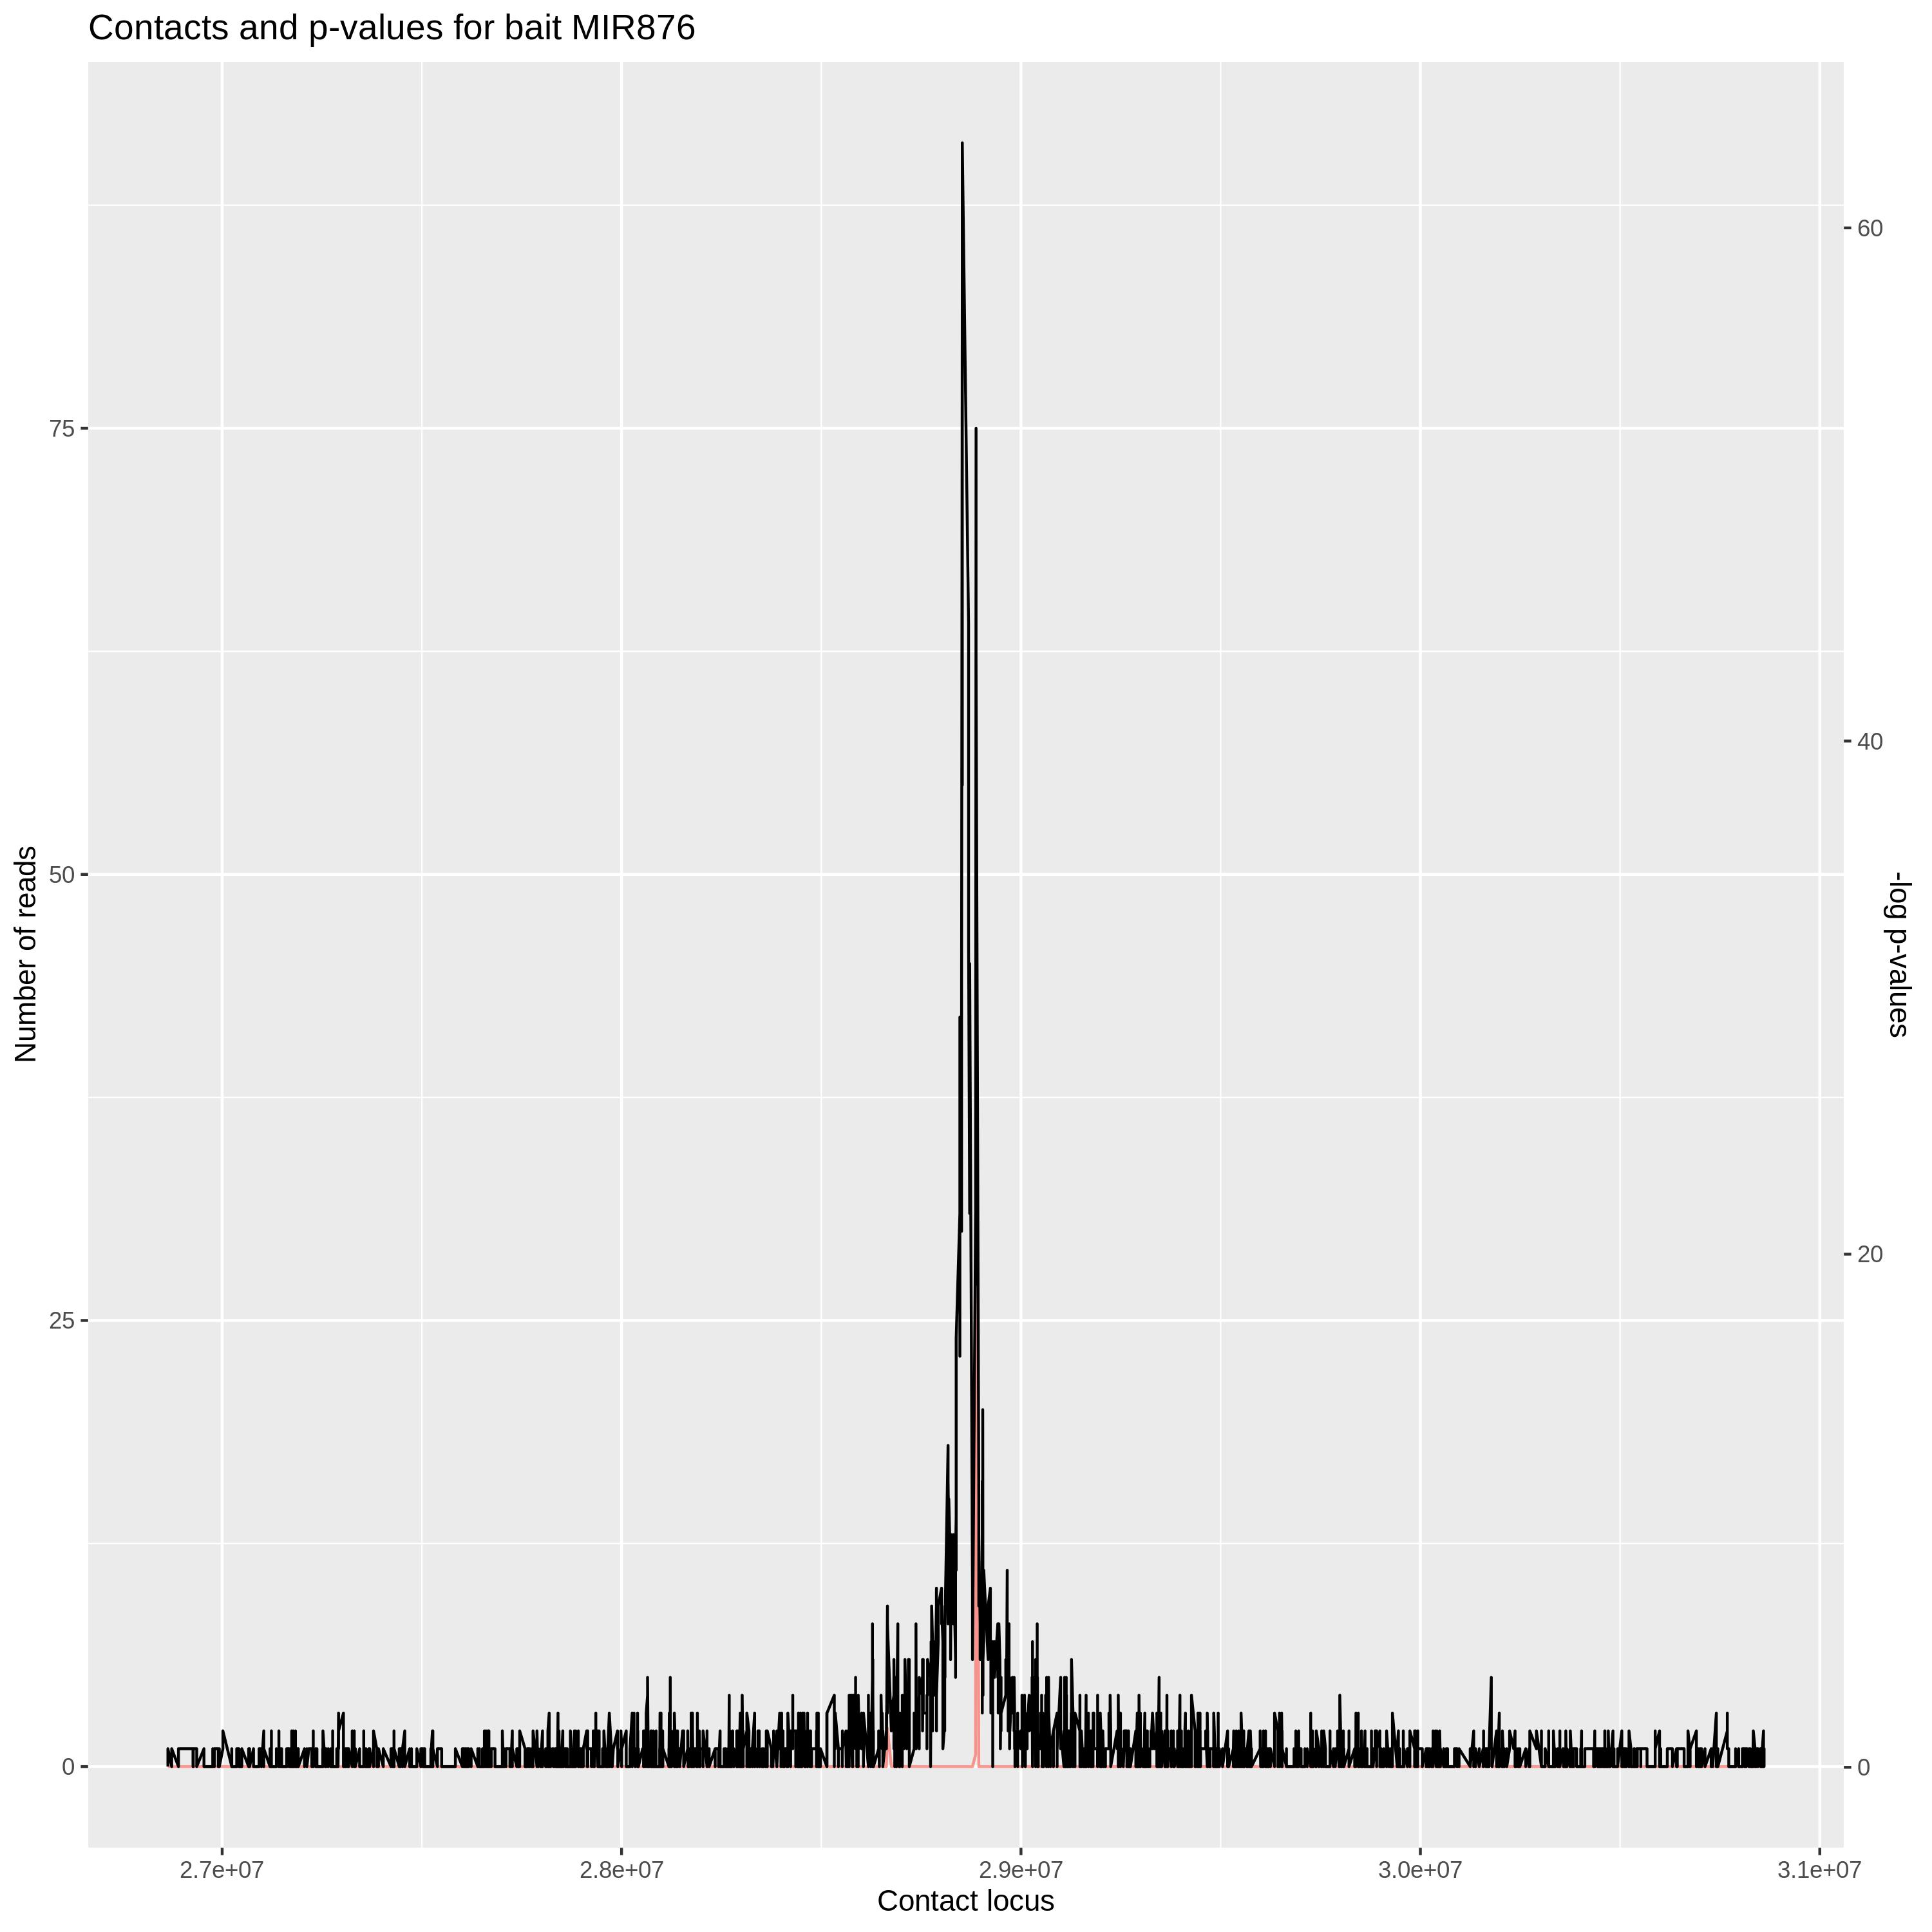 Contacts and p-values for bait MIR876
75
50
25
0
60
40
20
0
Number of reads
-log p-values
2.7e+07
2.8e+07
2.9e+07
3.0e+07
3.1e+07
Contact locus